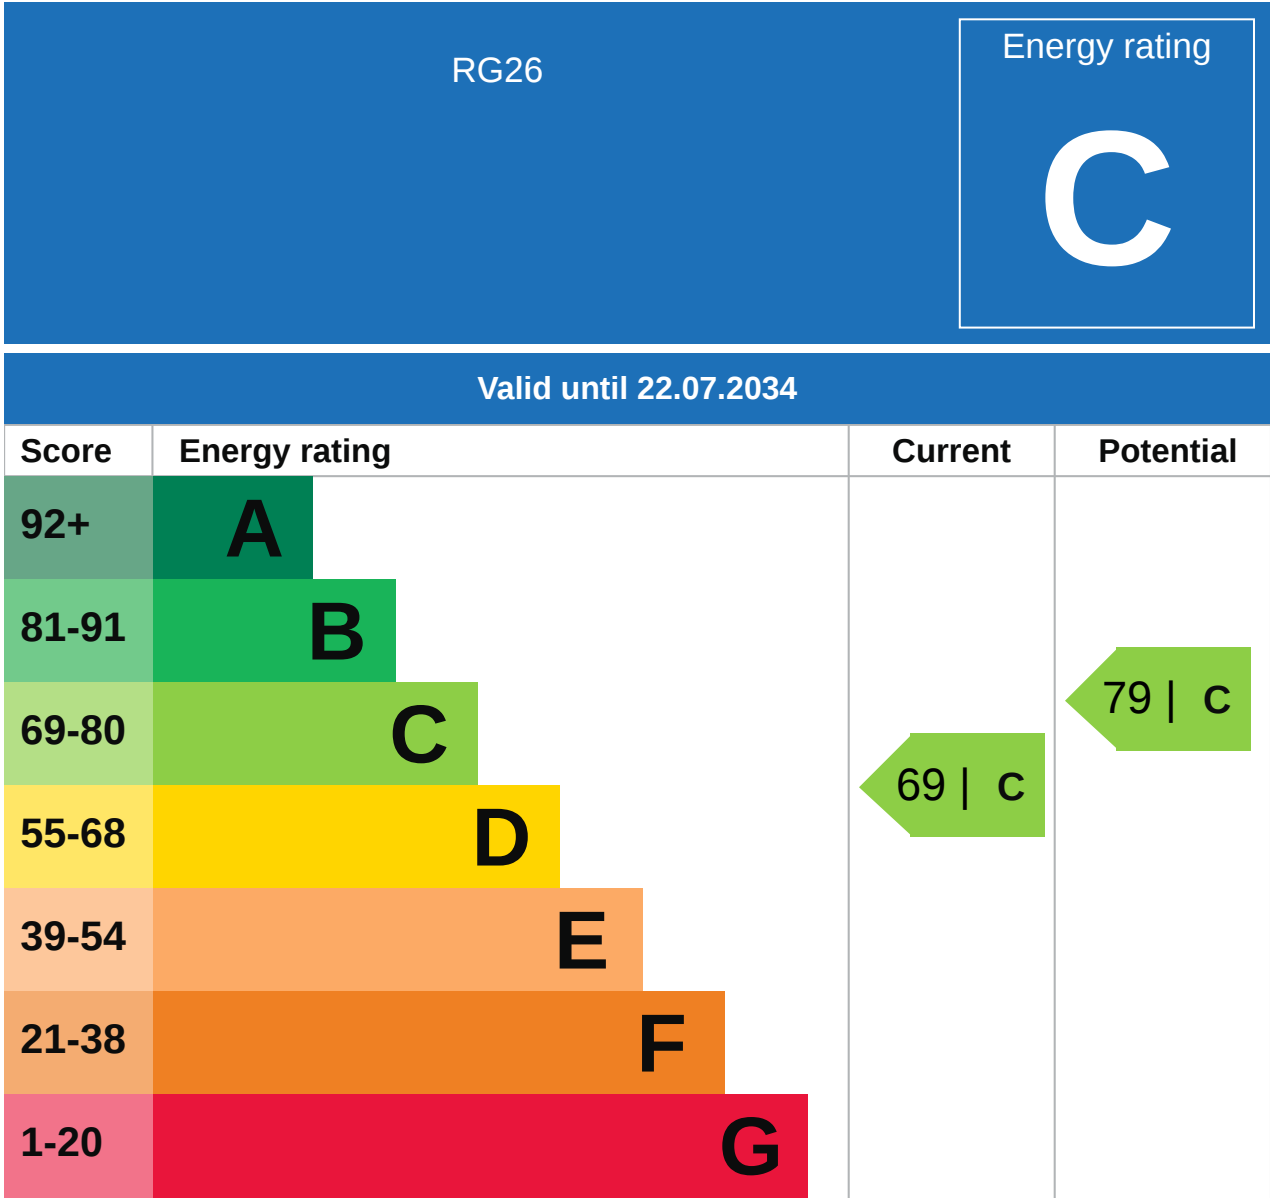 RG26
Energy rating
C
Valid until 22.07.2034
Score Energy rating Current Potential
92+ A
81-91 B
79 | C
69-80 C
69 | C
55-68 D
39-54 E
21-38 F
1-20 G